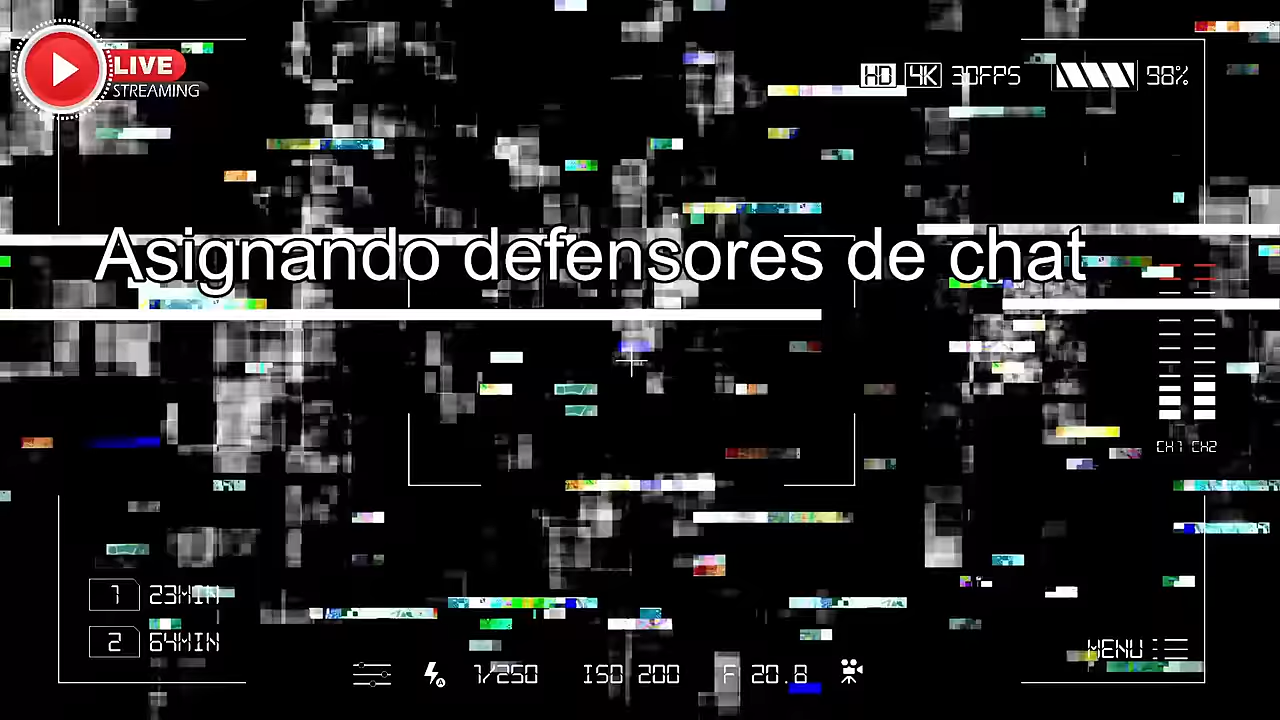 LIVE
STREAMING
HD 4K 30FPS 98%
Asignando defensores de chat
CH1 CH2
1 23MIN
2 64MIN
MENU
1/250 ISO 200 F 20.8